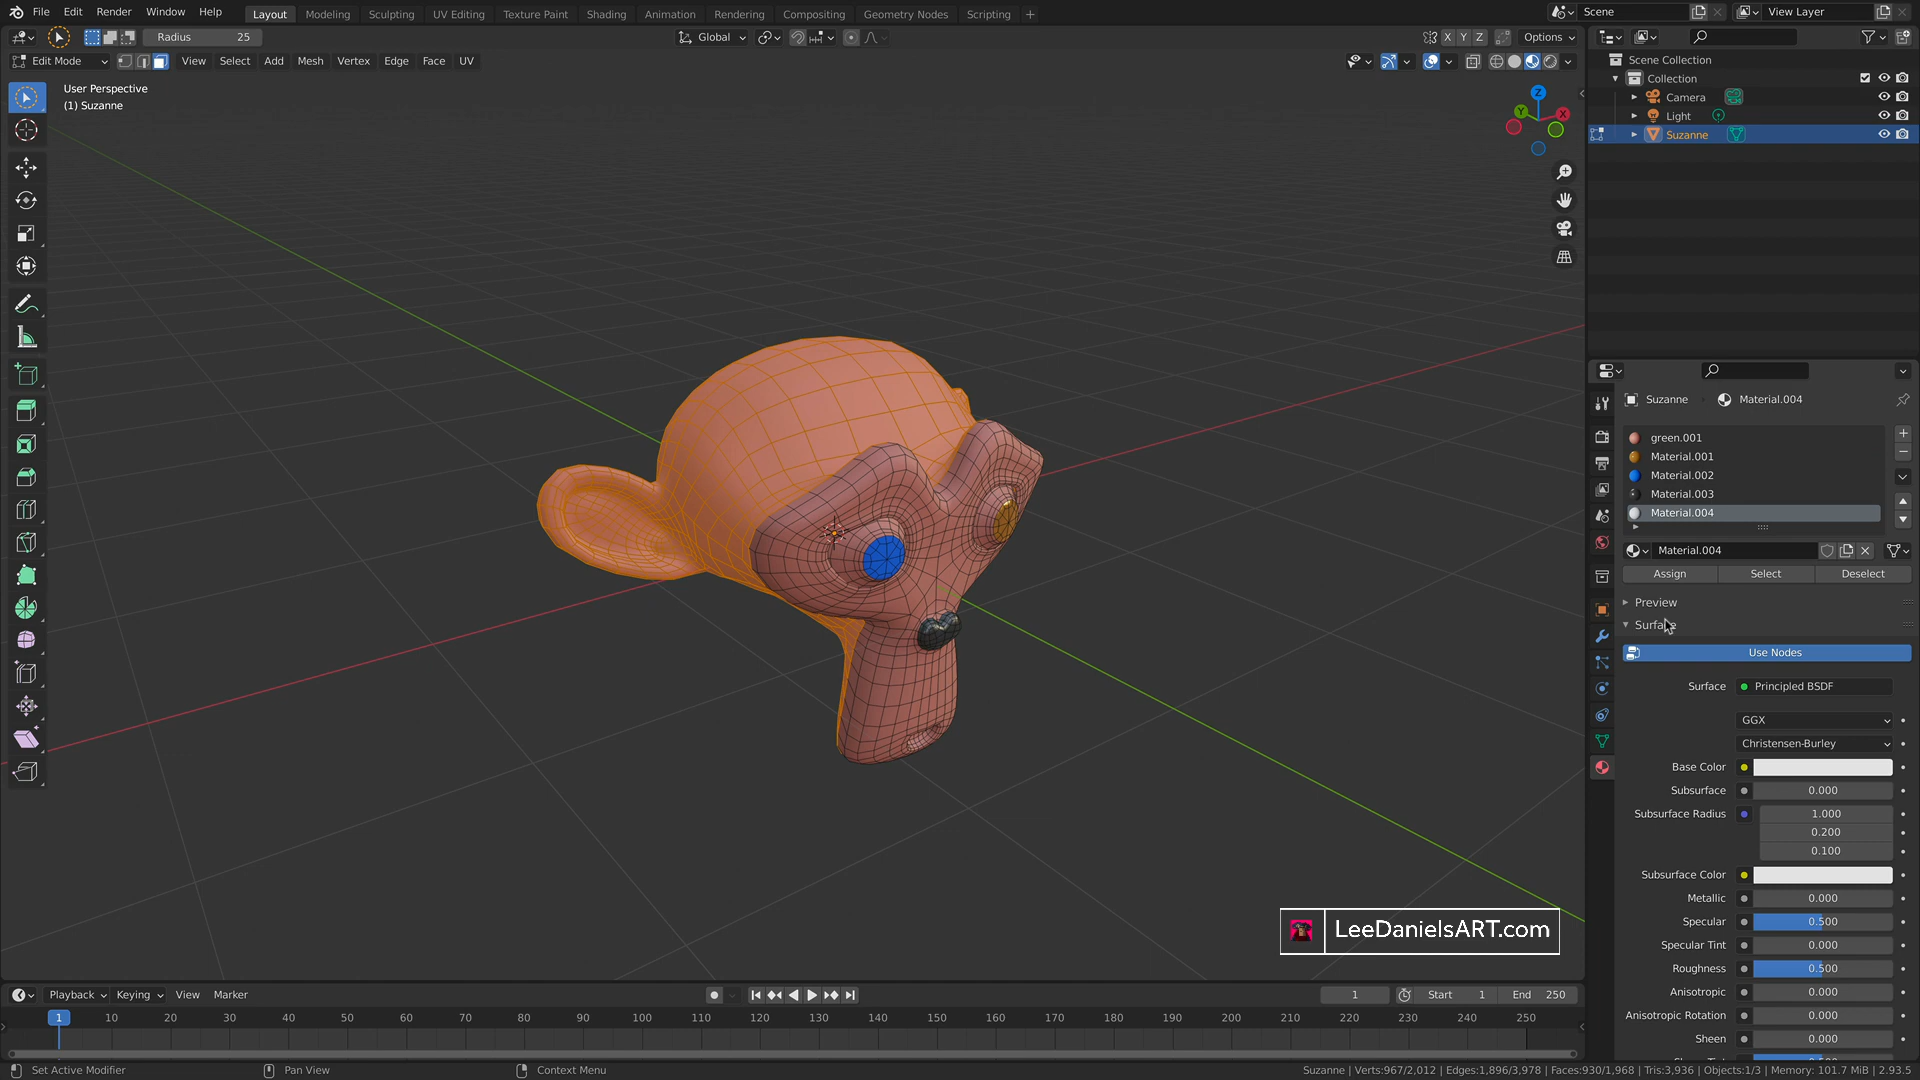 File Edit Render Window Help Layout Modeling Sculpting UV Editing Texture Paint Shading Animation Rendering Compositing Geometry Nodes Scripting + Scene View Layer
Radius 25 Global X Y Z Options
Edit Mode View Select Add Mesh Vertex Edge Face UV
User Perspective
(1) Suzanne
Z
Y
X
Scene Collection
Collection
Camera
Light
Suzanne
Suzanne Material.004
green.001
Material.001
Material.002
Material.003
Material.004
Material.004
Assign Select Deselect
Preview
Surface
Use Nodes
Surface Principled BSDF
GGX
Christensen-Burley
Base Color
Subsurface 0.000
Subsurface Radius 1.000
0.200
0.100
Subsurface Color
Metallic 0.000
Specular 0.500
Specular Tint 0.000
Roughness 0.500
Anisotropic 0.000
Anisotropic Rotation 0.000
Sheen 0.000
LeeDanielsART.com
Playback Keying View Marker 1 Start 1 End 250
1 10 20 30 40 50 60 70 80 90 100 110 120 130 140 150 160 170 180 190 200 210 220 230 240 250
Set Active Modifier Pan View Context Menu Suzanne | Verts:967/2,012 | Edges:1,896/3,978 | Faces:930/1,968 | Tris:3,936 | Objects:1/3 | Memory: 101.7 MiB | 2.93.5